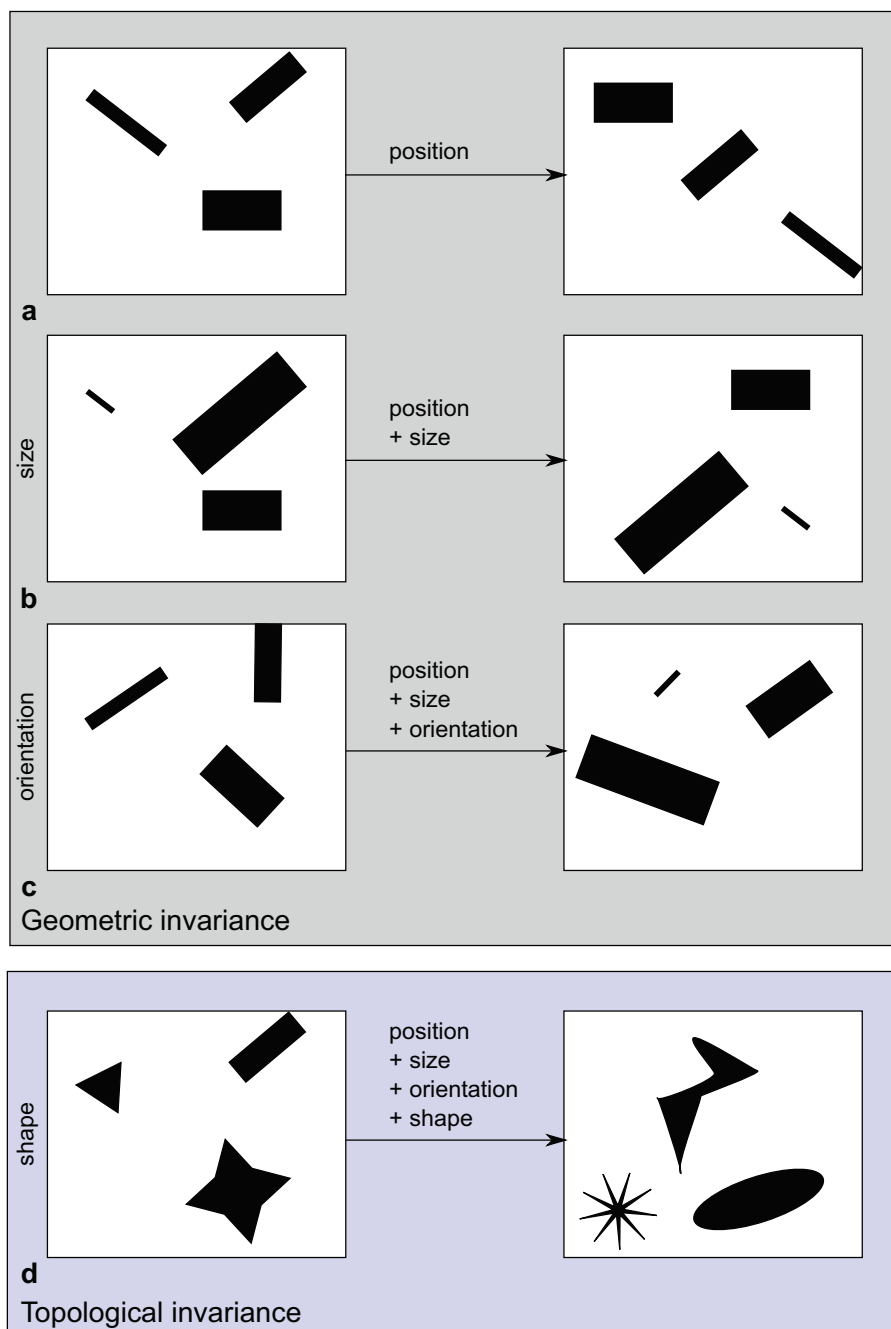 position
a
size
position
+ size
b
orientation
position
+ size
+ orientation
c
Geometric invariance
shape
position
+ size
+ orientation
+ shape
d
Topological invariance